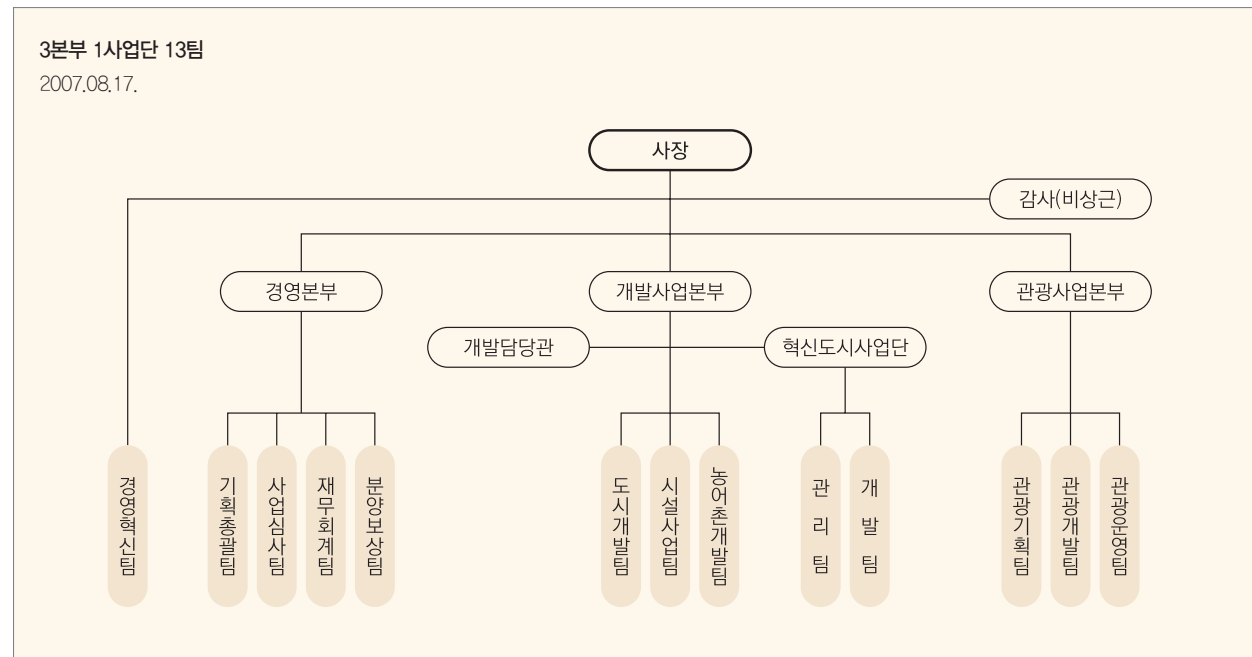 3본부 1사업단 13팀
2007.08.17.
사장
감사(비상근)
경영본부
개발사업본부
관광사업본부
개발담당관
혁신도시사업단
경영혁신팀
기획총괄팀
사업심사팀
재무회계팀
분양보상팀
도시개발팀
시설사업팀
농어촌개발팀
관리팀
개발팀
관광기획팀
관광개발팀
관광운영팀